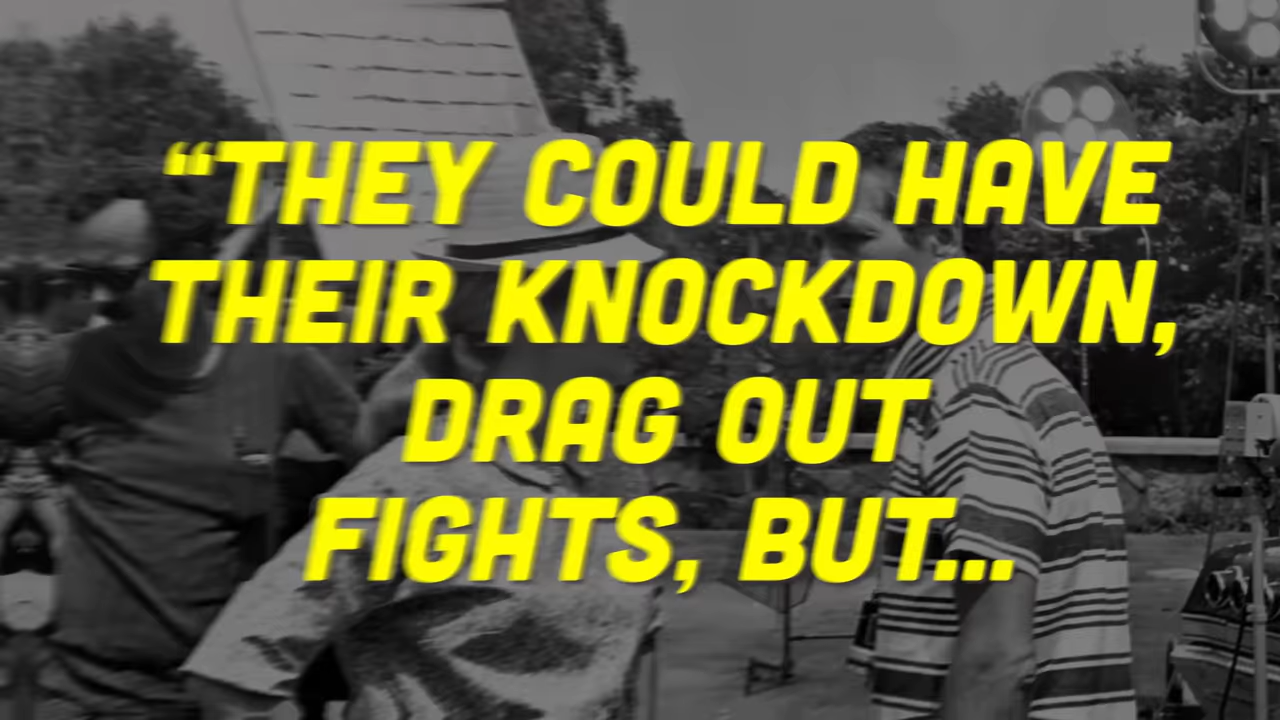 “THEY COULD HAVE
THEIR KNOCKDOWN,
DRAG OUT
FIGHTS, BUT...